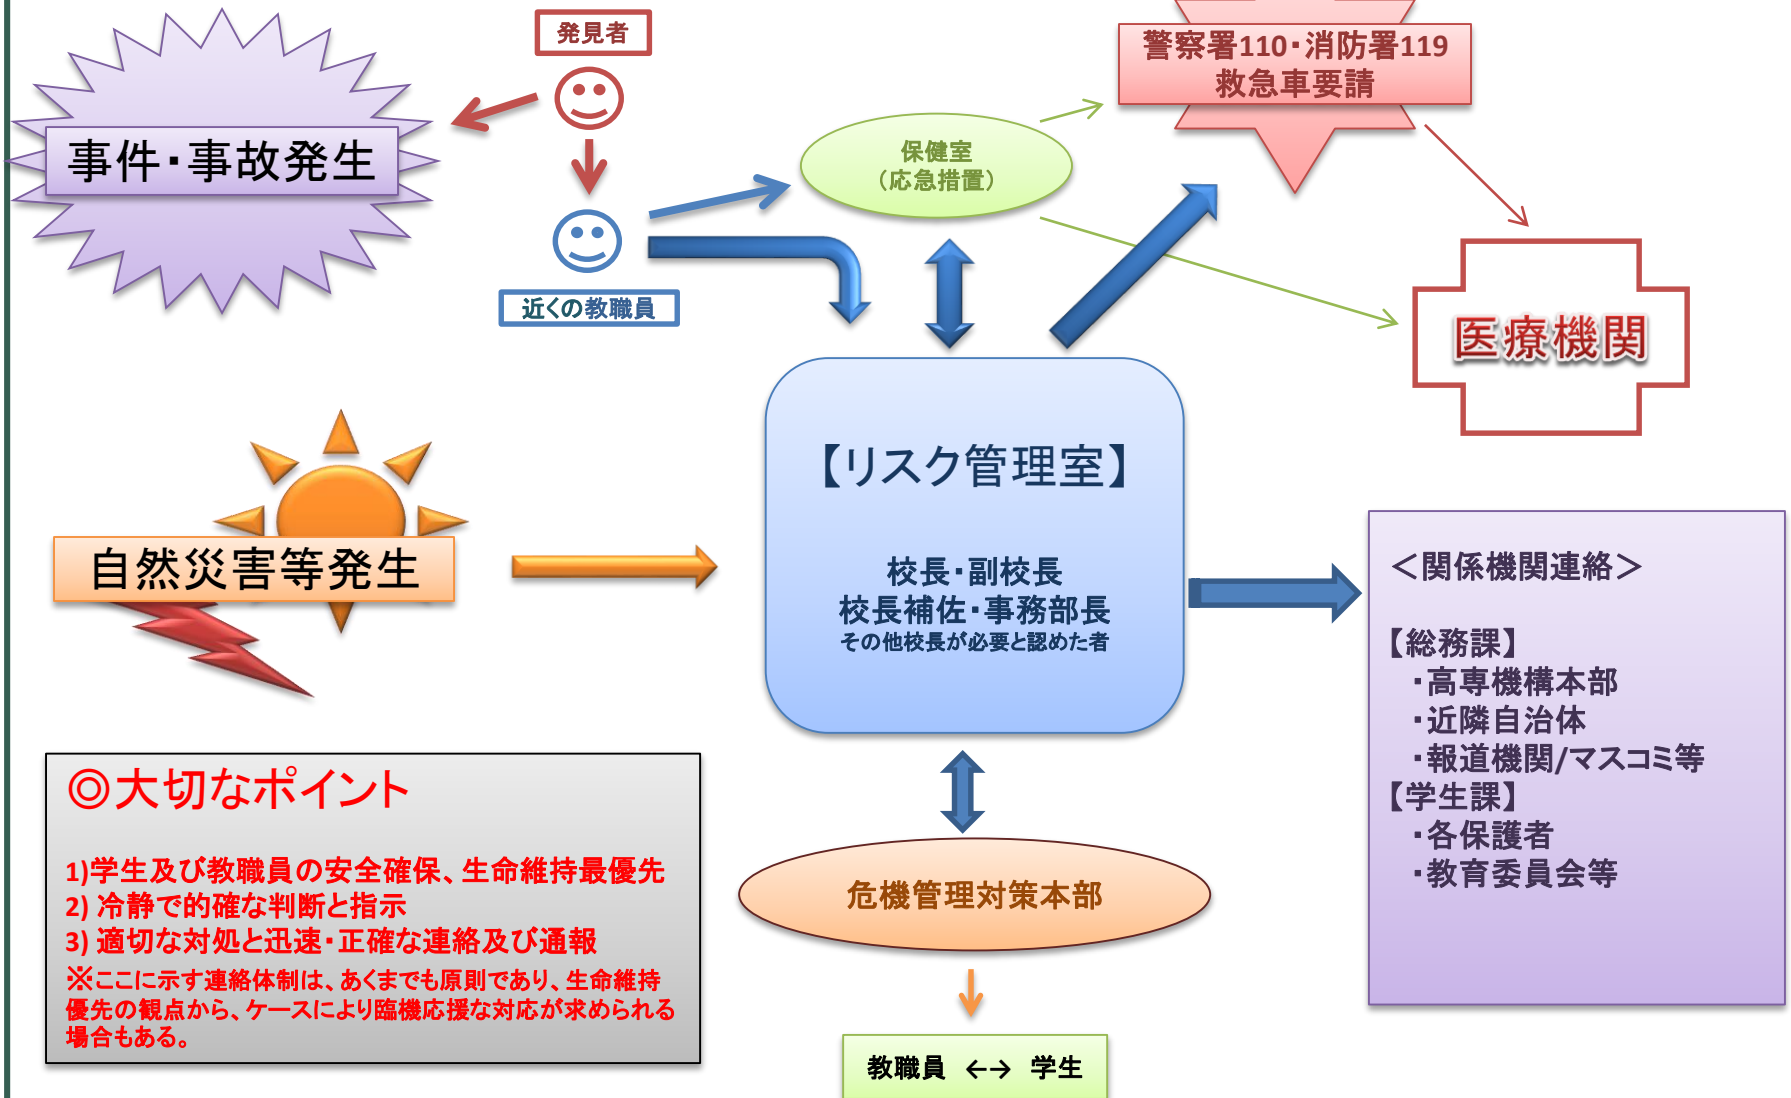 発見者
警察署110・消防署119
救急車要請
事件・事故発生
保健室
（応急措置）
近くの教職員
医療機関
【リスク管理室】
校長・副校長
校長補佐・事務部長
その他校長が必要と認めた者
自然災害等発生
＜関係機関連絡＞
【総務課】
・高専機構本部
・近隣自治体
・報道機関/マスコミ等
【学生課】
・各保護者
・教育委員会等
◎大切なポイント
1)学生及び教職員の安全確保、生命維持最優先
2) 冷静で的確な判断と指示
3) 適切な対処と迅速・正確な連絡及び通報
※ここに示す連絡体制は、あくまでも原則であり、生命維持
優先の観点から、ケースにより臨機応援な対応が求められる
場合もある。
危機管理対策本部
教職員 ←→ 学生